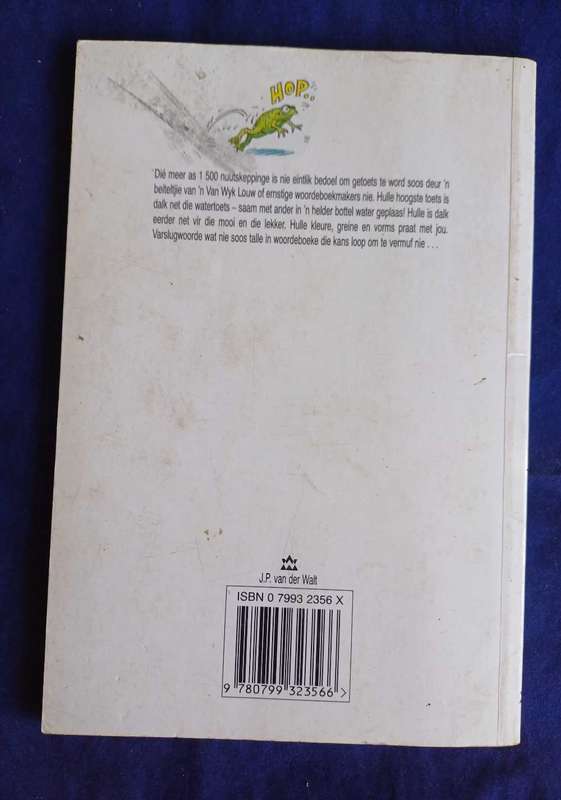 HOP..
Dié meer as 1 500 nuutskeppinge is nie eintlik bedoel om getoets te word soos deur 'n
beiteltjie van 'n Van Wyk Louw of ernstige woordeboekmakers nie. Hulle hoogste toets is
dalk net die watertoets – saam met ander in 'n helder bottel water geplaas! Hulle is dalk
eerder net vir die mooi en die lekker. Hulle kleure, greine en vorms praat met jou.
Varslugwoorde wat nie soos talle in woordeboeke die kans loop om te vermuf nie . . .
J.P. van der Walt
ISBN 0 7993 2356 X
9 780799 323566 >